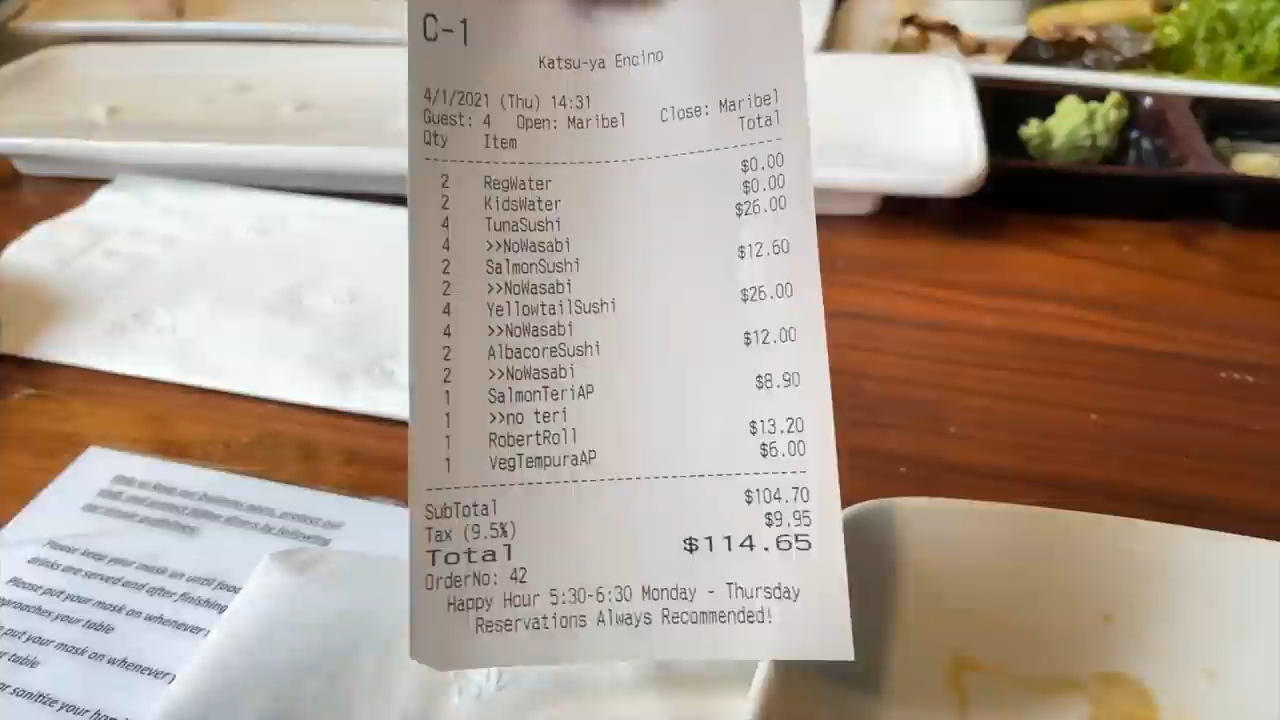 C-1
Katsu-ya Encino
4/1/2021 (Thu) 14:31
Guest: 4 Open: Maribel Close: Maribel
Qty Item Total
2 RegWater $0.00
2 KidsWater $0.00
4 TunaSushi $26.00
4 >>NoWasabi
2 SalmonSushi $12.60
2 >>NoWasabi
4 YellowtailSushi $26.00
4 >>NoWasabi
2 AlbacoreSushi $12.00
2 >>NoWasabi
1 SalmonTeriAP $8.90
1 >>no teri
1 RobertRoll $13.20
1 VegTempuraAP $6.00
SubTotal $104.70
Tax (9.5%) $9.95
Total $114.65
OrderNo: 42
Happy Hour 5:30-6:30 Monday - Thursday
Reservations Always Recommended!
Please keep your mask on until food
drinks are served and after finishing
Please put your mask on whenever
approaches your table
put your mask on whenever
table
or sanitize your